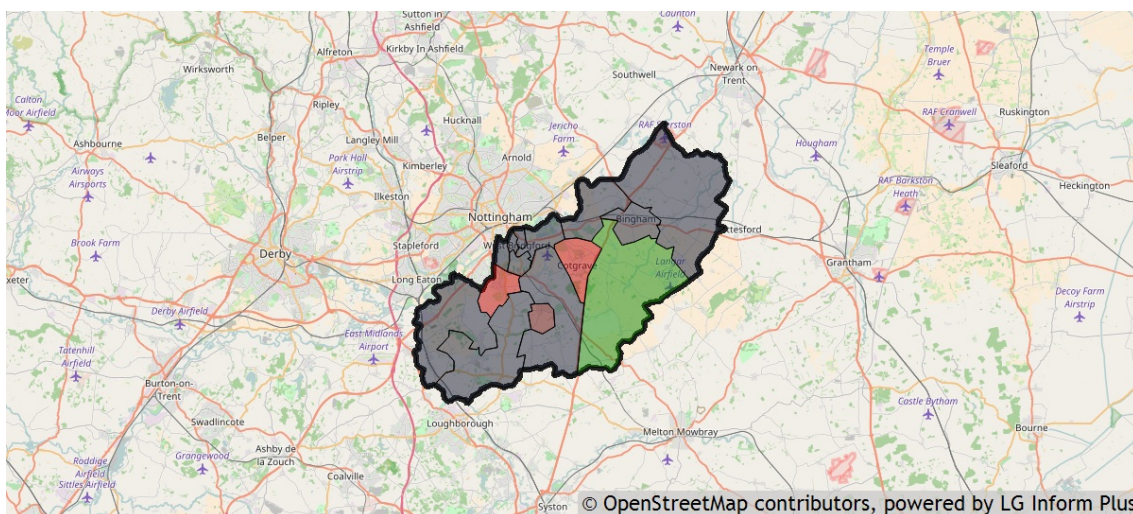 Sutton in
Ashfield
Caunton
Alfreton
Kirkby In Ashfield
Wirksworth
Southwell
Newark on
Trent
Temple
Bruer
Calton
Moor Airfield
Ripley
Hucknall
Jericho
Farm
RAF Cranwell
Ruskington
Ashbourne
Belper
Langley Mill
Arnold
Hougham
Kimberley
Park Hall
Airstrip
Sleaford
Airways
Airsports
Ilkeston
RAF Barkston
Heath
Heckington
Nottingham
Bingham
Brook Farm
Derby
Stapleford
Cotgrave
Langar
Airfield
Grantham
Long Eaton
Derby Airfield
East Midlands
Airport
Decoy Farm
Airstrip
Tatenhill
Airfield
Burton-on-
Trent
Castle Bytham
Swadlincote
Loughborough
Melton Mowbray
Bourne
Ashby de
la Zouch
Grangewood
Coalville
Roddige
Airfield
Sittles Airfield
Syston
© OpenStreetMap contributors, powered by LG Inform Plus